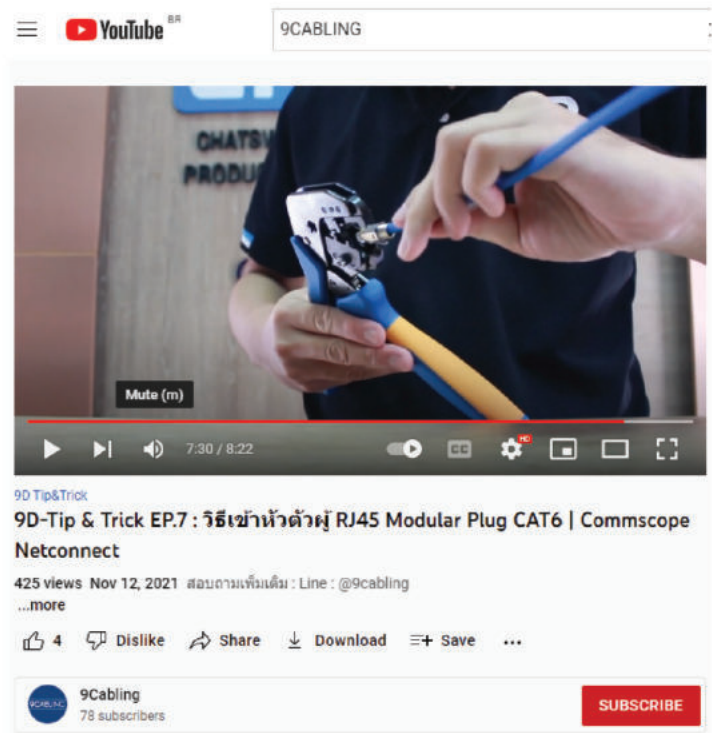 YouTube BR
9CABLING
CHATSW
PRODU
Mute (m)
7:30 / 8:22
CC
HD
9D Tip&Trick
9D-Tip & Trick EP.7 : วิธีเข้าหัวตัวผู้ RJ45 Modular Plug CAT6 | Commscope
Netconnect
425 views Nov 12, 2021 สอบถามเพิ่มเติม : Line : @9cabling
...more
4 Dislike Share Download Save
9CABLING
9Cabling
78 subscribers
SUBSCRIBE